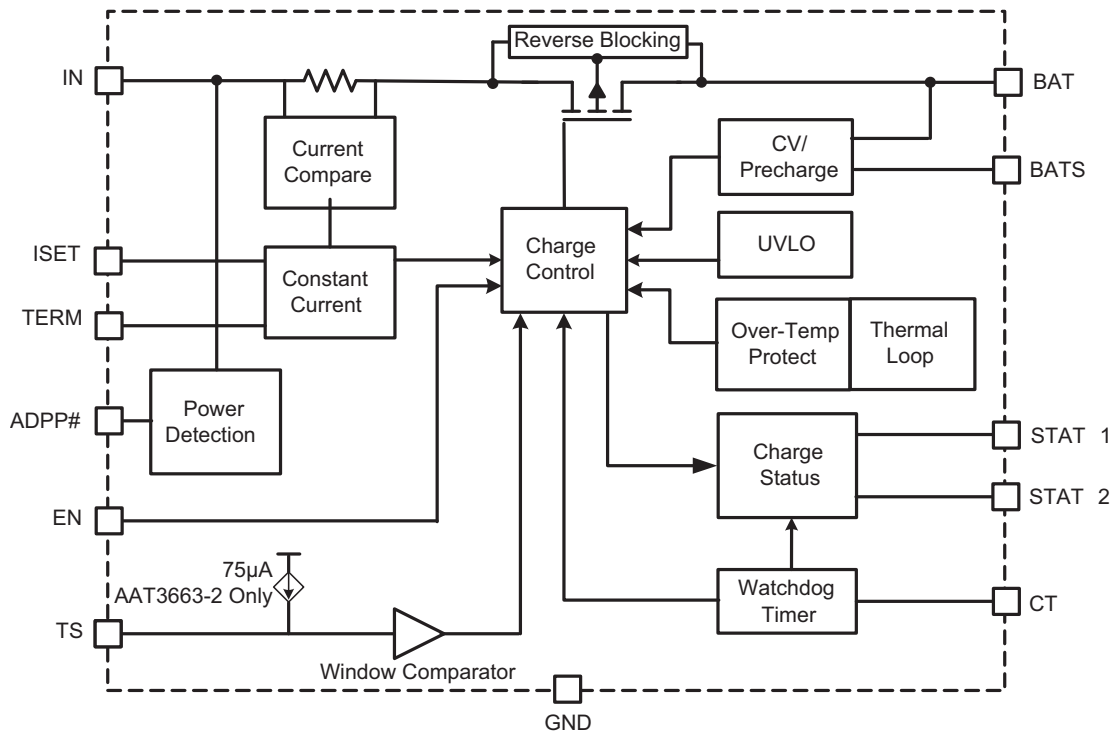 Reverse Blocking
IN
BAT
Current
Compare
CV/
Precharge
BATS
ISET
Constant
Current
Charge
Control
UVLO
TERM
Over-Temp
Protect
Thermal
Loop
ADPP#
Power
Detection
Charge
Status
STAT 1
STAT 2
EN
75µA
AAT3663-2 Only
Watchdog
Timer
CT
TS
Window Comparator
GND